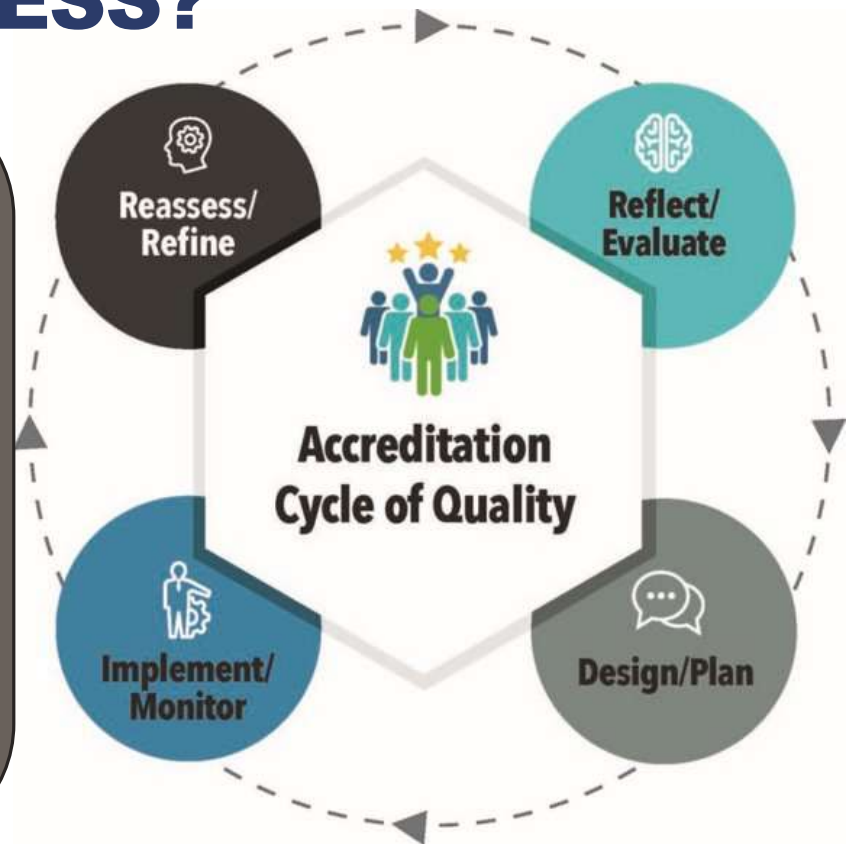 ESS?
Reassess/
Refine
Reflect/
Evaluate
Accreditation
Cycle of Quality
Implement/
Monitor
Design/Plan